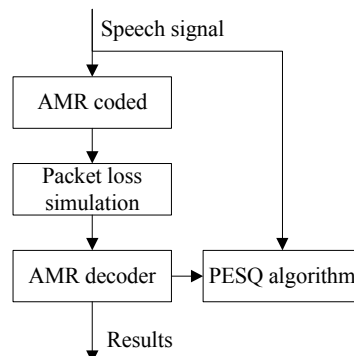 Speech signal
AMR coded
Packet loss
simulation
AMR decoder
PESQ algorithm
Results